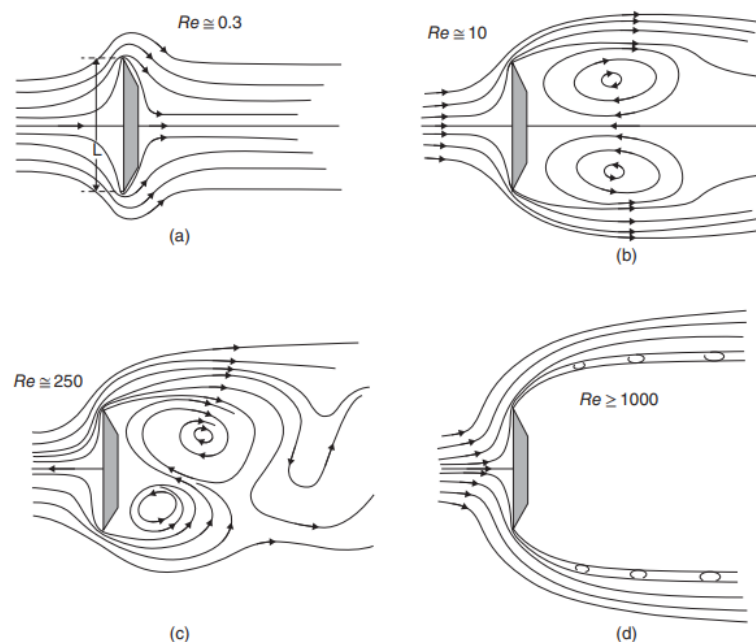 Re ≅ 0.3
L
(a)
Re ≅ 10
(b)
Re ≅ 250
(c)
Re ≥ 1000
(d)